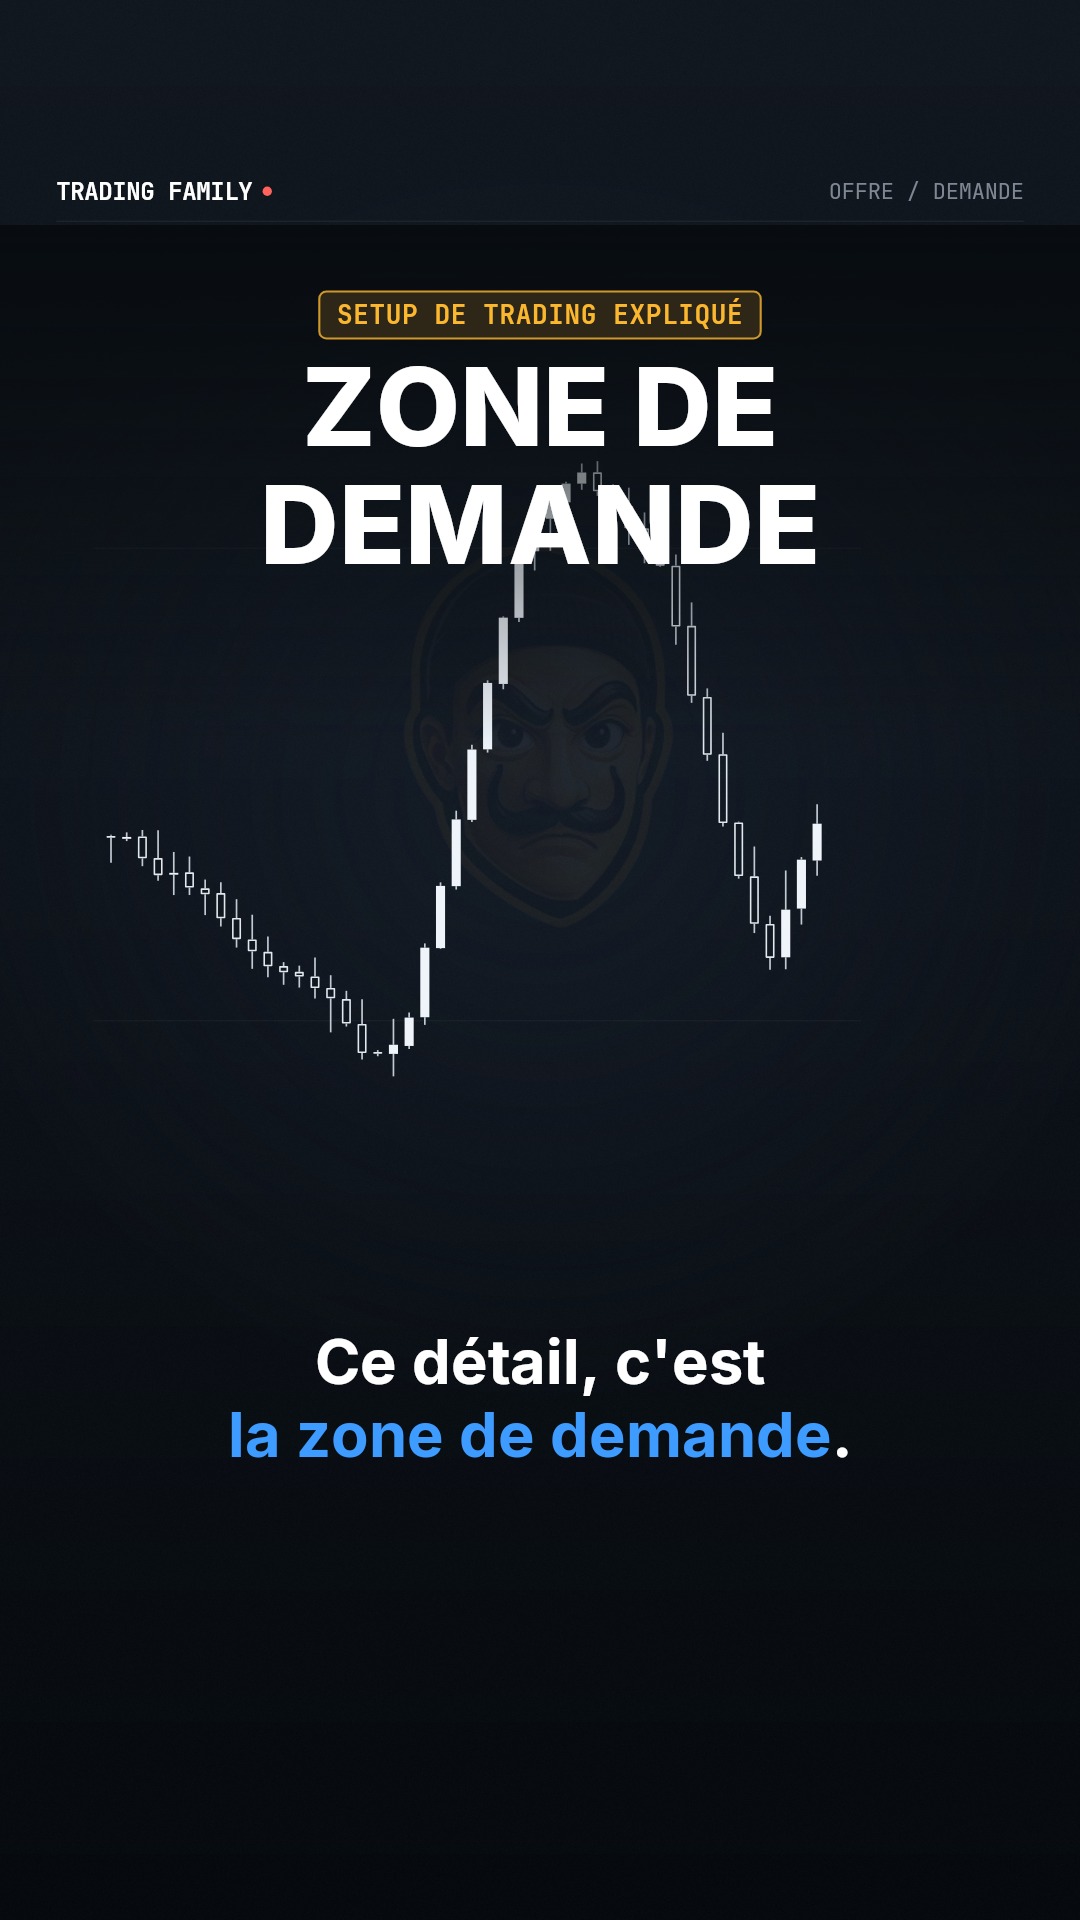 TRADING FAMILY
OFFRE / DEMANDE
SETUP DE TRADING EXPLIQUÉ
ZONE DE
DEMANDE
Ce détail, c'est
la zone de demande.